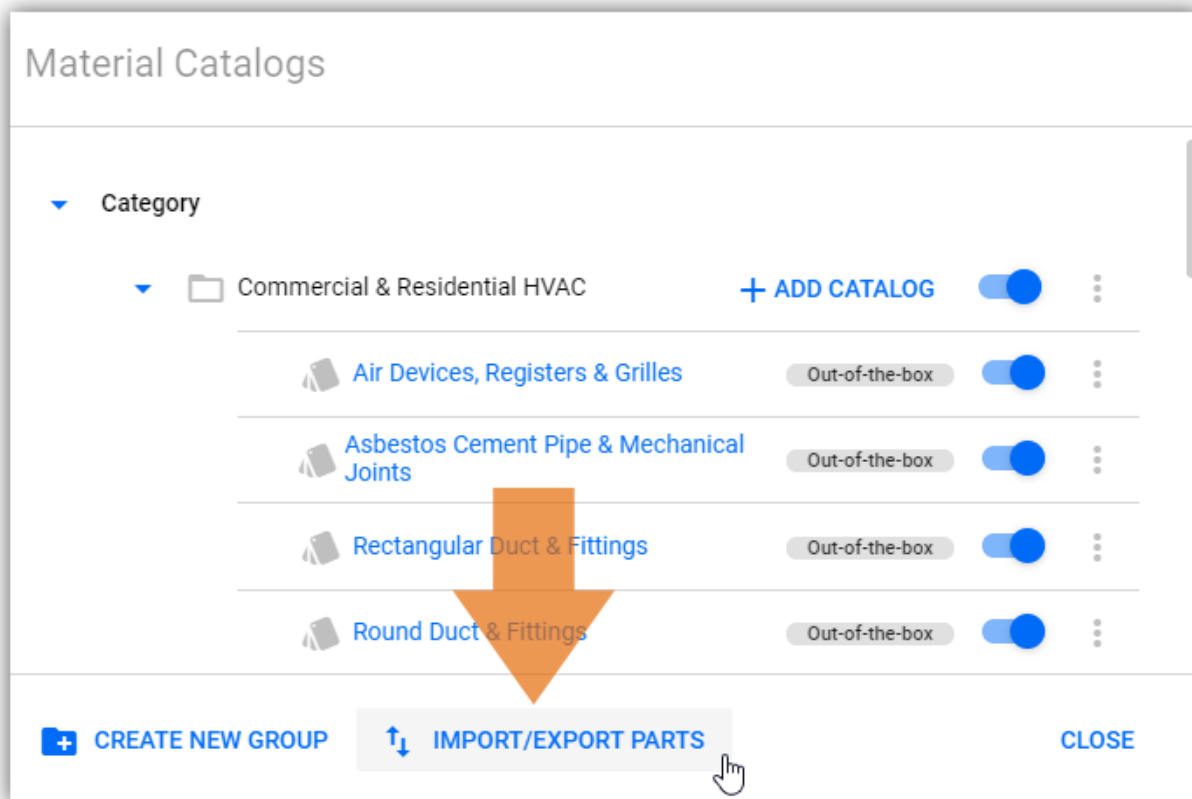 Material Catalogs
Category
Commercial & Residential HVAC + ADD CATALOG
Air Devices, Registers & Grilles Out-of-the-box
Asbestos Cement Pipe & Mechanical
Joints Out-of-the-box
Rectangular Duct & Fittings Out-of-the-box
Round Duct & Fittings Out-of-the-box
CREATE NEW GROUP IMPORT/EXPORT PARTS CLOSE